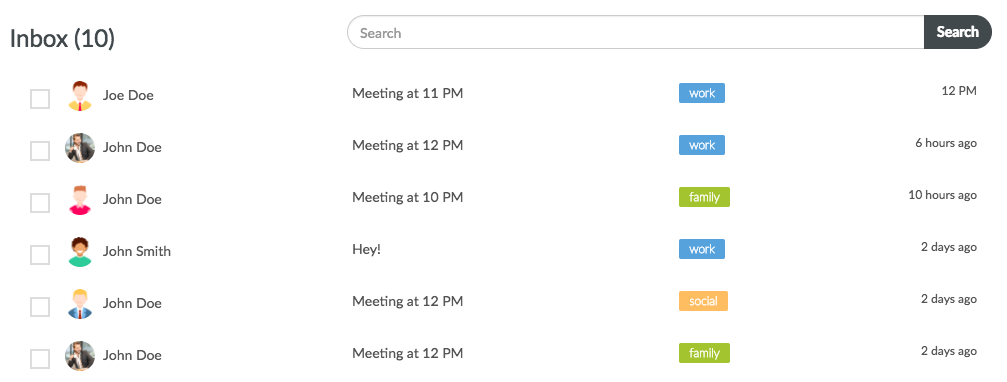 Inbox (10) Search Search
Joe Doe Meeting at 11 PM work 12 PM
John Doe Meeting at 12 PM work 6 hours ago
John Doe Meeting at 10 PM family 10 hours ago
John Smith Hey! work 2 days ago
John Doe Meeting at 12 PM social 2 days ago
John Doe Meeting at 12 PM family 2 days ago